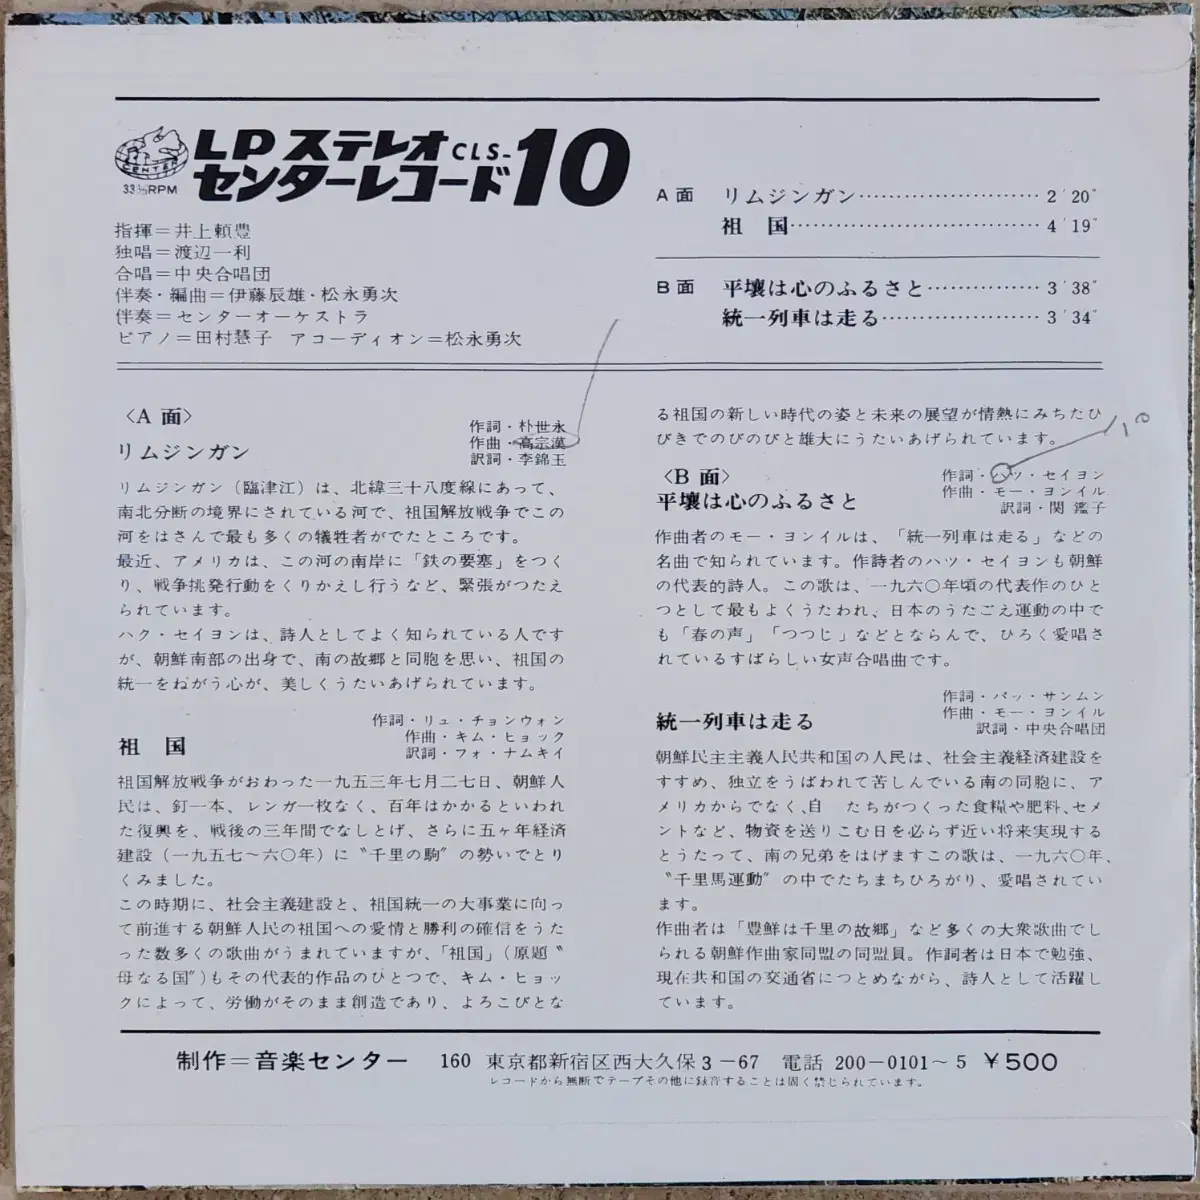 LP ステレオ CLS-10
センターレコード
CENTER
33⅓RPM
指揮＝井上頼豊
独唱＝渡辺一利
合唱＝中央合唱団
伴奏・編曲＝伊藤辰雄・松永勇次
伴奏＝センターオーケストラ
ピアノ＝田村慧子 アコーディオン＝松永勇次
A面 リムジンガン……………………2′20″
祖 国……………………………4′19″
B面 平壌は心のふるさと…………3′38″
統一列車は走る…………………3′34″
〈A 面〉
リムジンガン
作詞・朴世永
作曲・高宗漢
訳詞・李錦玉
リムジンガン（臨津江）は、北緯三十八度線にあって、
南北分断の境界にされている河で、祖国解放戦争でこの
河をはさんで最も多くの犠牲者がでたところです。
最近、アメリカは、この河の南岸に「鉄の要塞」をつく
り、戦争挑発行動をくりかえし行うなど、緊張がつたえ
られています。
ハク・セイヨンは、詩人としてよく知られている人です
が、朝鮮南部の出身で、南の故郷と同胞を思い、祖国の
統一をねがう心が、美しくうたいあげられています。
祖 国
作詞・リュ・チョンウォン
作曲・キム・ヒョック
訳詞・フォ・ナムキイ
祖国解放戦争がおわった一九五三年七月二七日、朝鮮人
民は、釘一本、レンガ一枚なく、百年はかかるといわれ
た復興を、戦後の三年間でなしとげ、さらに五ヶ年経済
建設（一九五七〜六〇年）に〝千里の駒〟の勢いでとり
くみました。
この時期に、社会主義建設と、祖国統一の大事業に向っ
て前進する朝鮮人民の祖国への愛情と勝利の確信をうた
った数多くの歌曲がうまれていますが、「祖国」（原題〝
母なる国〟）もその代表的作品のひとつで、キム・ヒョッ
クによって、労働がそのまま創造であり、よろこびとな
る祖国の新しい時代の姿と未来の展望が情熱にみちたひ
びきでのびのびと雄大にうたいあげられています。
〈B 面〉
平壌は心のふるさと
作詞・ハツ・セイヨン
作曲・モー・ヨンイル
訳詞・関 鑑子
作曲者のモー・ヨンイルは、「統一列車は走る」などの
名曲で知られています。作詩者のハツ・セイヨンも朝鮮
の代表的詩人。この歌は、一九六〇年頃の代表作のひと
つとして最もよくうたわれ、日本のうたごえ運動の中で
も「春の声」「つつじ」などとならんで、ひろく愛唱さ
れているすばらしい女声合唱曲です。
統一列車は走る
作詞・パッ・サンムン
作曲・モー・ヨンイル
訳詞・中央合唱団
朝鮮民主主義人民共和国の人民は、社会主義経済建設を
すすめ、独立をうばわれて苦しんでいる南の同胞に、ア
メリカからでなく、自 たちがつくった食糧や肥料、セメ
ントなど、物資を送りこむ日を必らず近い将来実現する
とうたって、南の兄弟をはげますこの歌は、一九六〇年、
〝千里馬運動〟の中でたちまちひろがり、愛唱されてい
ます。
作曲者は「豊鮮は千里の故郷」など多くの大衆歌曲でし
られる朝鮮作曲家同盟の同盟員。作詞者は日本で勉強、
現在共和国の交通省につとめながら、詩人として活躍し
ています。
制作＝音楽センター 160 東京都新宿区西大久保3－67 電話 200－0101〜5 ￥500
レコードから無断でテープその他に録音することは固く禁じられています。